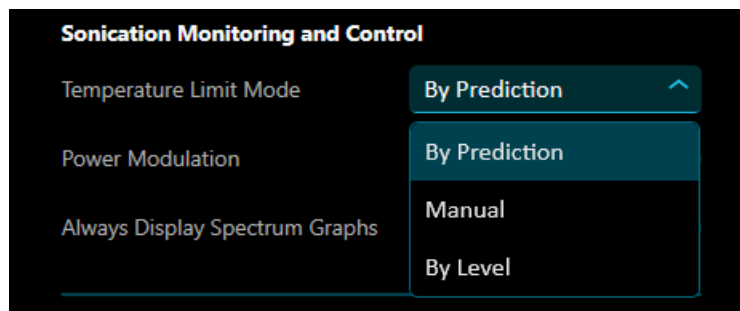 Sonication Monitoring and Control
Temperature Limit Mode By Prediction
Power Modulation By Prediction
Manual
Always Display Spectrum Graphs
By Level